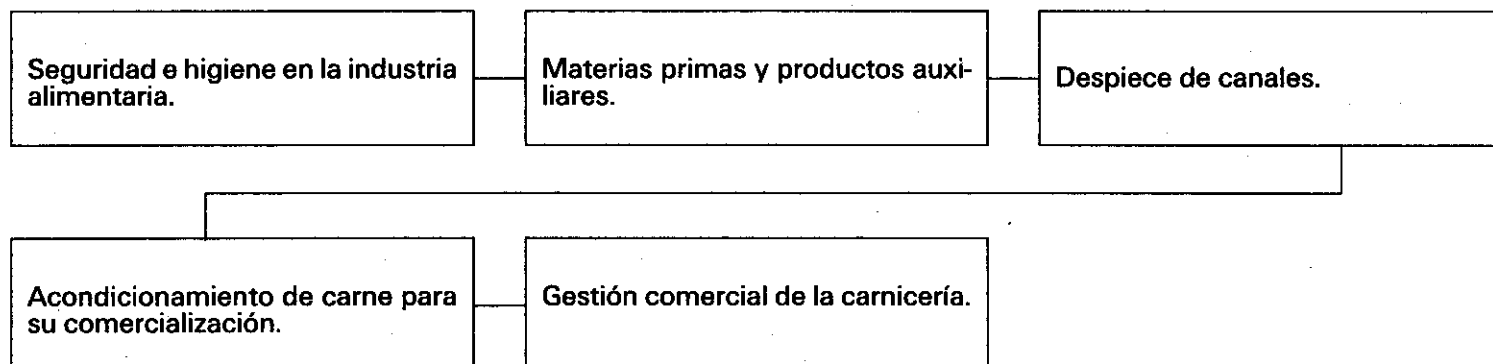 Seguridad e higiene en la industria
alimentaria.
Materias primas y productos auxi-
liares.
Despiece de canales.
Acondicionamiento de carne para
su comercialización.
Gestión comercial de la carnicería.